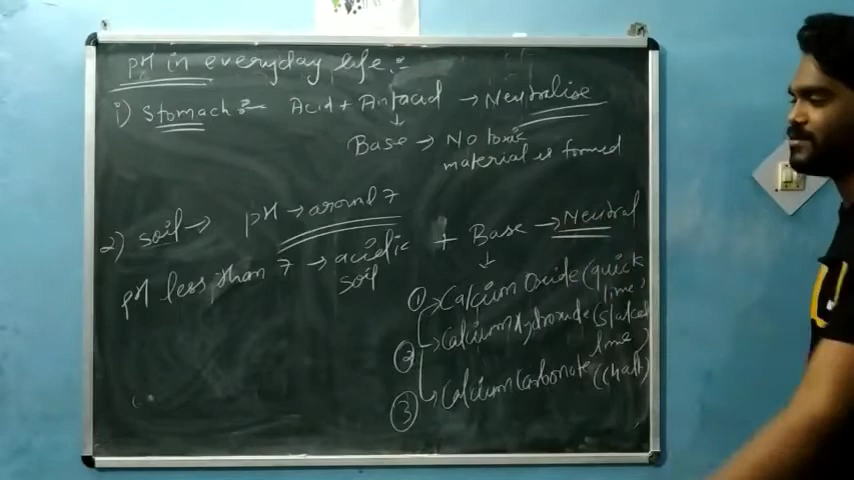 pH in everyday life :-
i) Stomach :- Acid + Antacid → Neutralise
↓
Base → No toxic
material is formed
2) soil → pH → around 7
pH less than 7 → acidic soil + Base → Neutral
↓
① → Calcium Oxide (quick lime)
② → Calcium Hydroxide (slaked lime)
③ → Calcium Carbonate (Chalk)